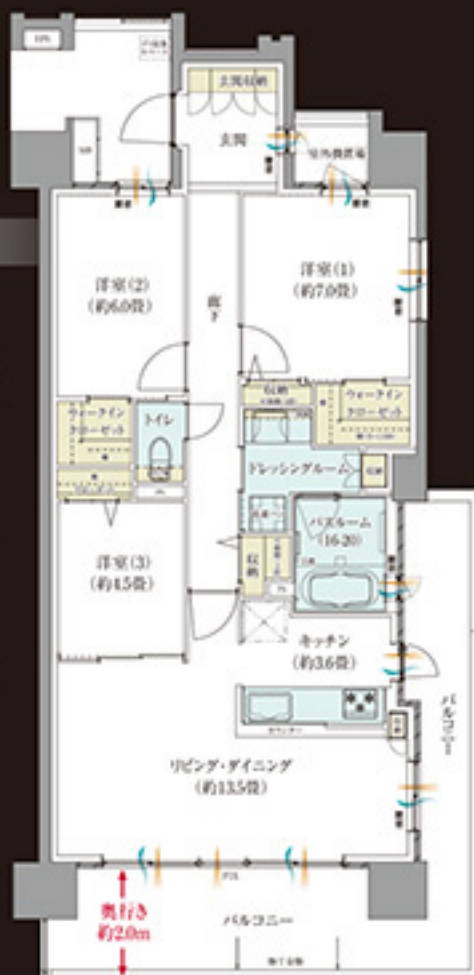 玄関収納
玄関
室外機置場
洋室(2)
(約6.0畳)
洋室(1)
(約7.0畳)
廊下
ウォークイン
クローゼット
トイレ
収納
ウォークイン
クローゼット
ドレッシングルーム
収納
洋室(3)
(約4.5畳)
収納
バスルーム
(16-20)
キッチン
(約3.6畳)
カウンター
リビング・ダイニング
(約13.5畳)
バルコニー
奥行き
約2.0m
バルコニー